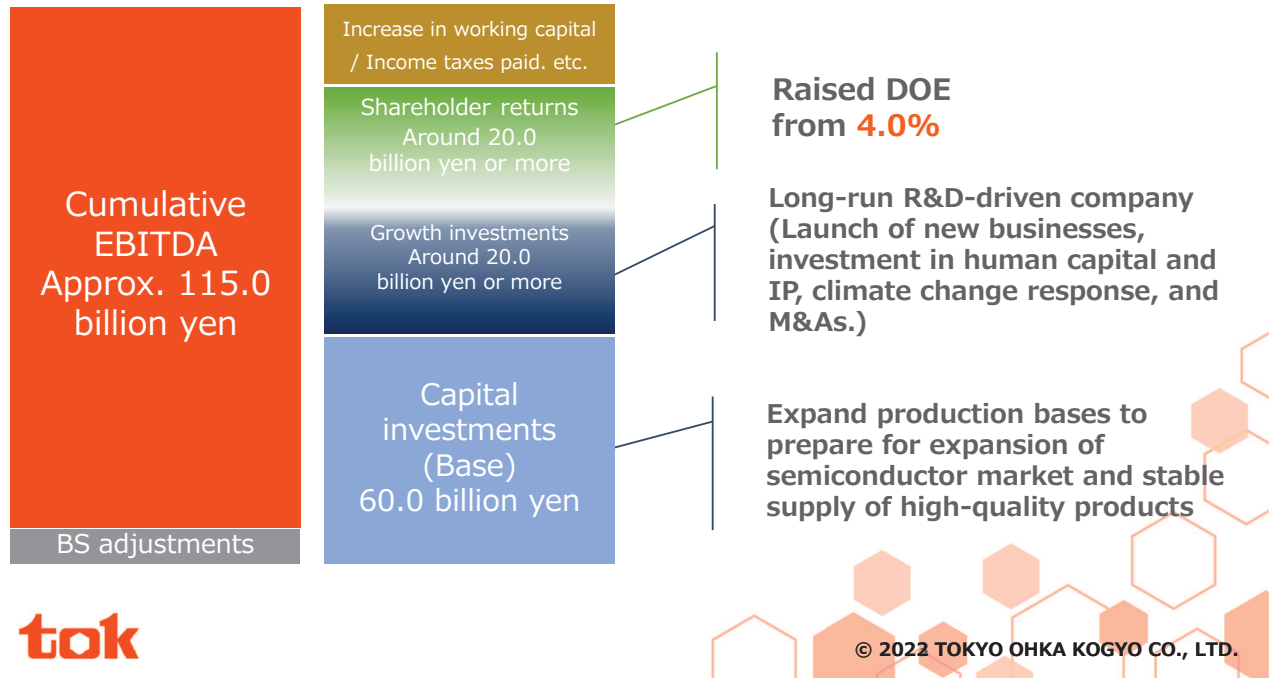 Cumulative
EBITDA
Approx. 115.0
billion yen
BS adjustments
Increase in working capital
/ Income taxes paid. etc.
Shareholder returns
Around 20.0
billion yen or more
Growth investments
Around 20.0
billion yen or more
Capital
investments
(Base)
60.0 billion yen
Raised DOE
from 4.0%
Long-run R&D-driven company
(Launch of new businesses,
investment in human capital and
IP, climate change response, and
M&As.)
Expand production bases to
prepare for expansion of
semiconductor market and stable
supply of high-quality products
tok
© 2022 TOKYO OHKA KOGYO CO., LTD.